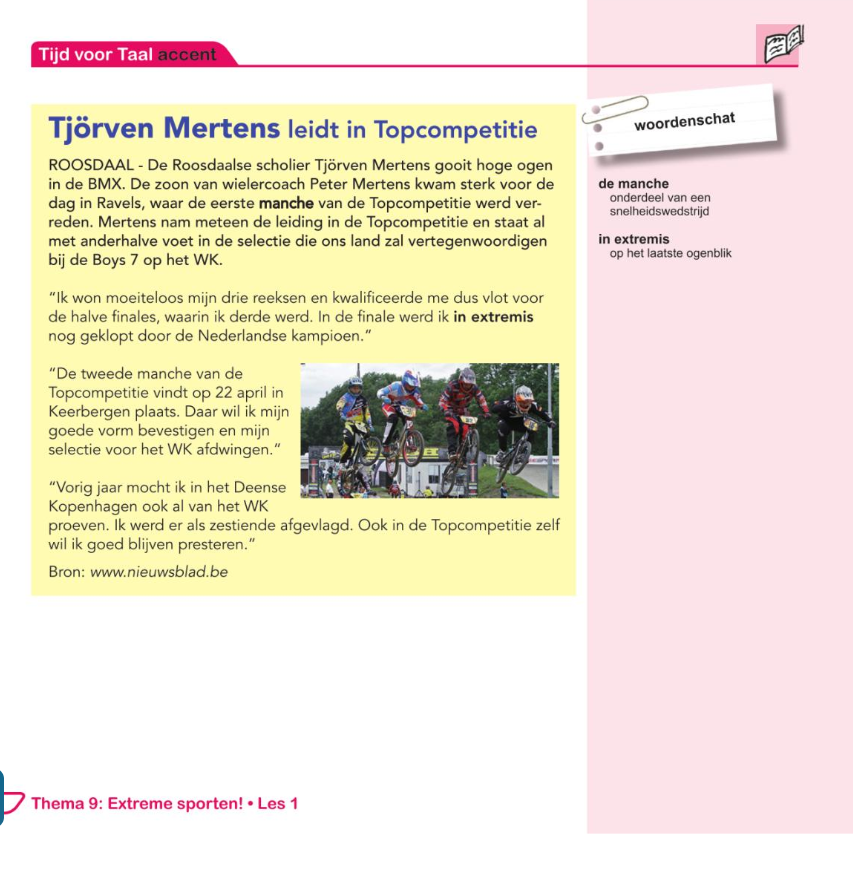 Tijd voor Taal accent
Tjörven Mertens leidt in Topcompetitie
ROOSDAAL - De Roosdaalse scholier Tjörven Mertens gooit hoge ogen
in de BMX. De zoon van wielercoach Peter Mertens kwam sterk voor de
dag in Ravels, waar de eerste manche van de Topcompetitie werd ver-
reden. Mertens nam meteen de leiding in de Topcompetitie en staat al
met anderhalve voet in de selectie die ons land zal vertegenwoordigen
bij de Boys 7 op het WK.
“Ik won moeiteloos mijn drie reeksen en kwalificeerde me dus vlot voor
de halve finales, waarin ik derde werd. In de finale werd ik in extremis
nog geklopt door de Nederlandse kampioen.”
“De tweede manche van de
Topcompetitie vindt op 22 april in
Keerbergen plaats. Daar wil ik mijn
goede vorm bevestigen en mijn
selectie voor het WK afdwingen.“
“Vorig jaar mocht ik in het Deense
Kopenhagen ook al van het WK
proeven. Ik werd er als zestiende afgevlagd. Ook in de Topcompetitie zelf
wil ik goed blijven presteren.”
Bron: www.nieuwsblad.be
woordenschat
de manche
onderdeel van een
snelheidswedstrijd
in extremis
op het laatste ogenblik
Thema 9: Extreme sporten! • Les 1